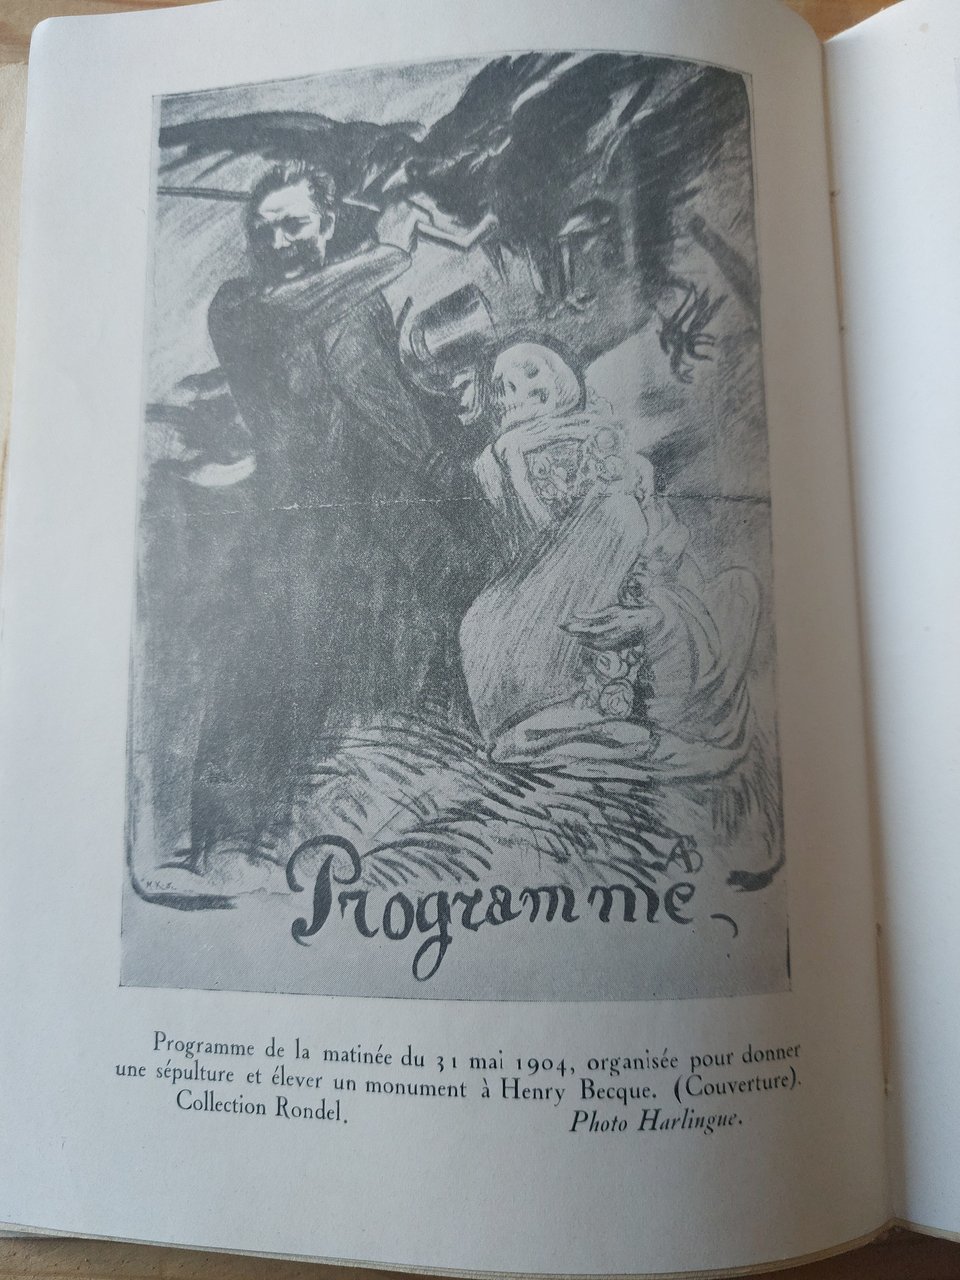 AB
Programme
Programme de la matinée du 31 mai 1904, organisée pour donner
une sépulture et élever un monument à Henry Becque. (Couverture).
Collection Rondel.
Photo Harlingue.